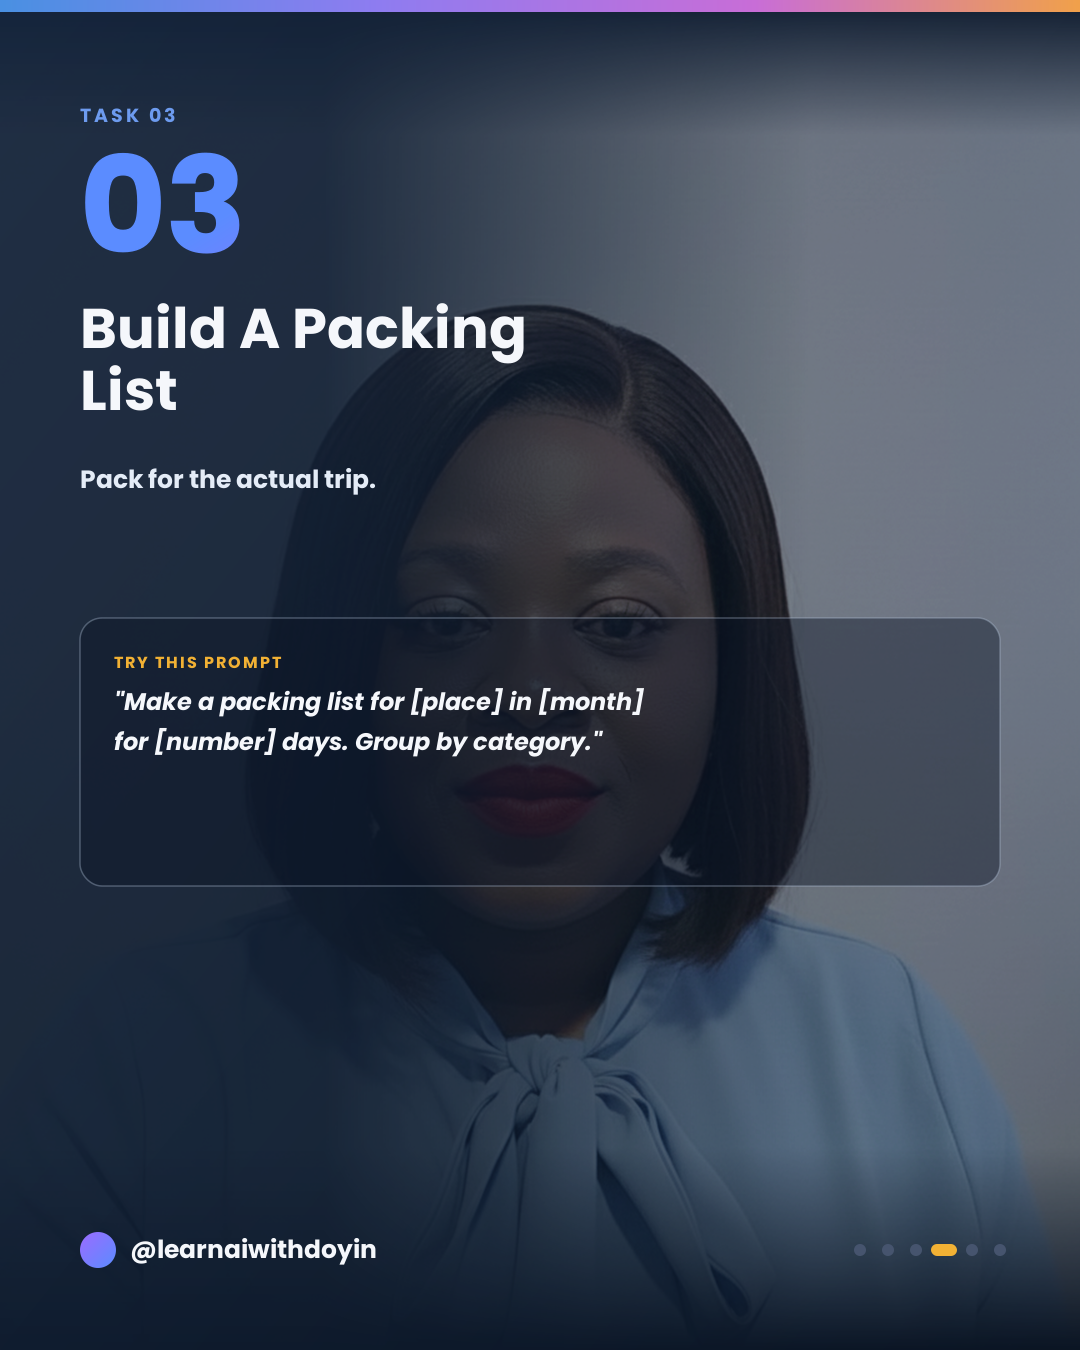 TASK 03
03
Build A Packing
List
Pack for the actual trip.
TRY THIS PROMPT
"Make a packing list for [place] in [month]
for [number] days. Group by category."
@learnaiwithdoyin